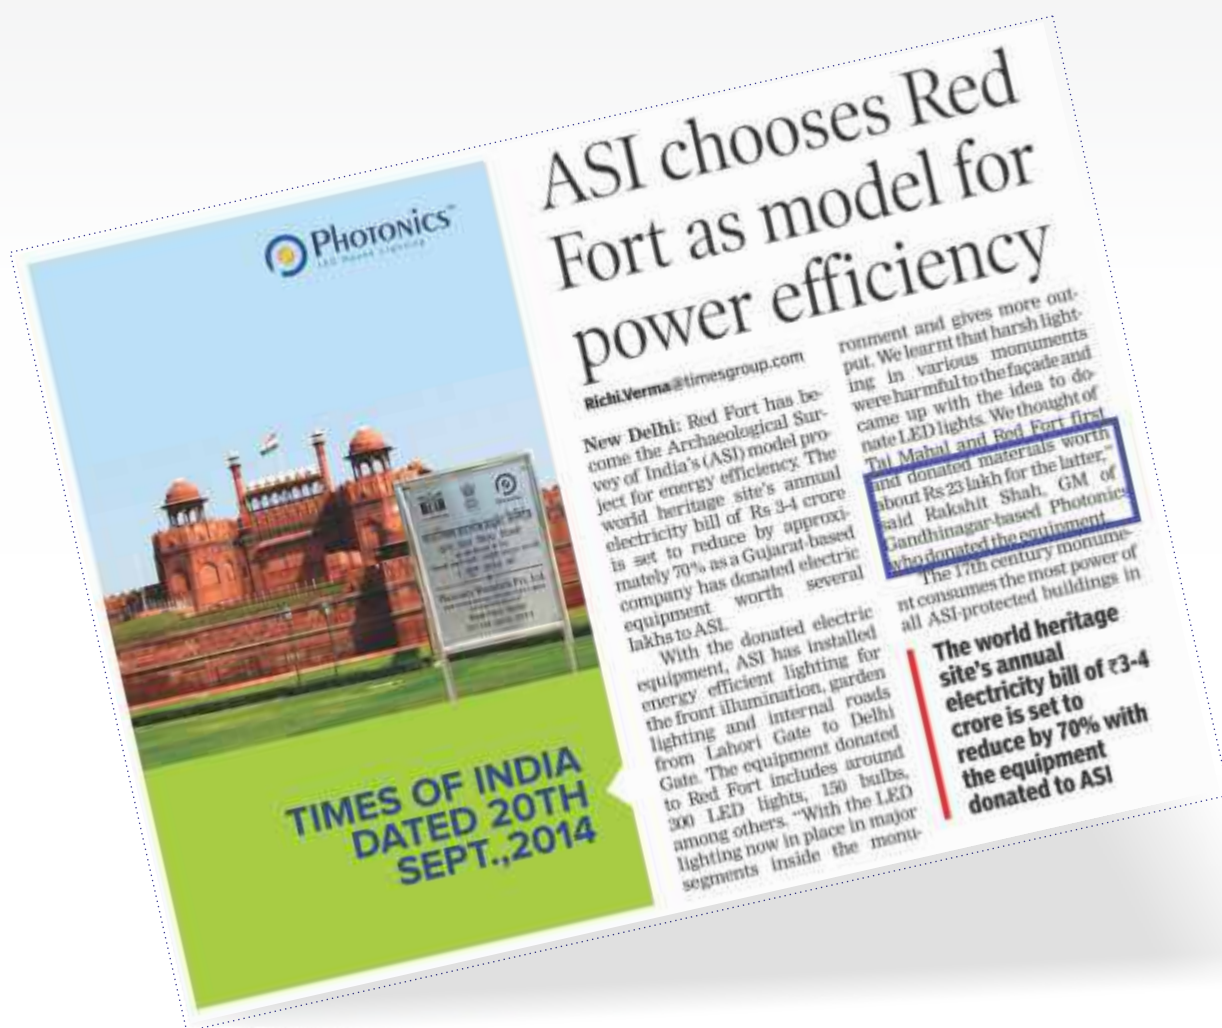 PHOTONICS™
LED House Lighting
Photonics Watertech Pvt. Ltd.
TIMES OF INDIA
DATED 20TH
SEPT.,2014
ASI chooses Red
Fort as model for
power efficiency
Richi.Verma@timesgroup.com
New Delhi: Red Fort has be-
come the Archaeological Sur-
vey of India's (ASI) model pro-
ject for energy efficiency. The
world heritage site's annual
electricity bill of Rs 3-4 crore
is set to reduce by approxi-
mately 70% as a Gujarat-based
company has donated electric
equipment worth several
lakhs to ASI.
With the donated electric
equipment, ASI has installed
energy efficient lighting for
the front illumination, garden
lighting and internal roads
from Lahori Gate to Delhi
Gate. The equipment donated
to Red Fort includes around
300 LED lights, 150 bulbs,
among others. "With the LED
lighting now in place in major
segments inside the monu-
ronment and gives more out-
put. We learnt that harsh light-
ing in various monuments
were harmful to the façade and
came up with the idea to do-
nate LED lights. We thought of
Taj Mahal and Red Fort first
and donated materials worth
about Rs 23 lakh for the latter,"
said Rakshit Shah, GM of
Gandhinagar-based Photonics
who donated the equipment.
The 17th century monume-
nt consumes the most power of
all ASI-protected buildings in
The world heritage
site's annual
electricity bill of ₹3-4
crore is set to
reduce by 70% with
the equipment
donated to ASI